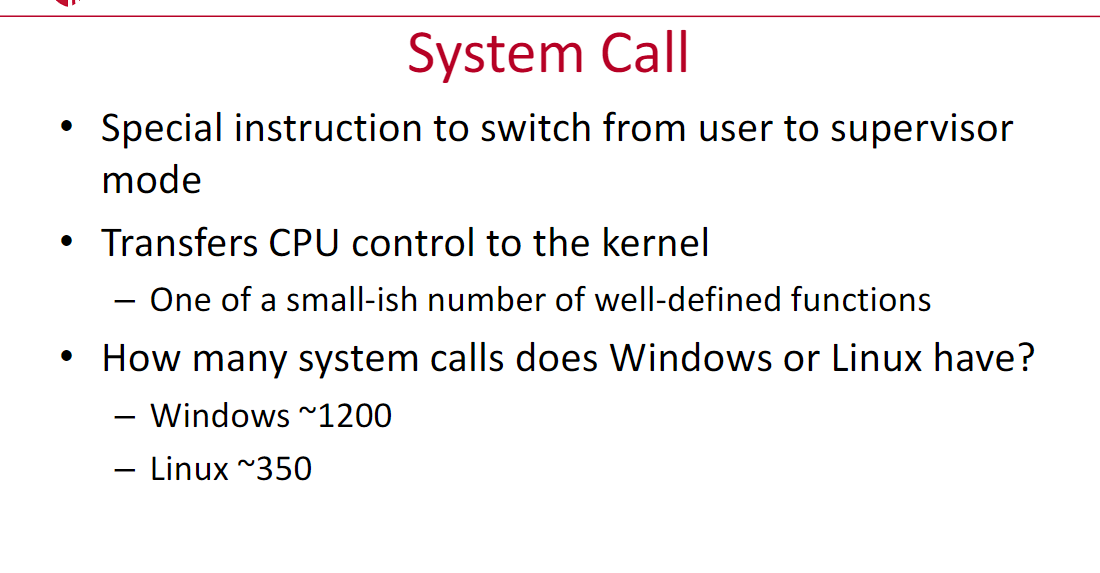 System Call
• Special instruction to switch from user to supervisor
mode
• Transfers CPU control to the kernel
– One of a small-ish number of well-defined functions
• How many system calls does Windows or Linux have?
– Windows ~1200
– Linux ~350